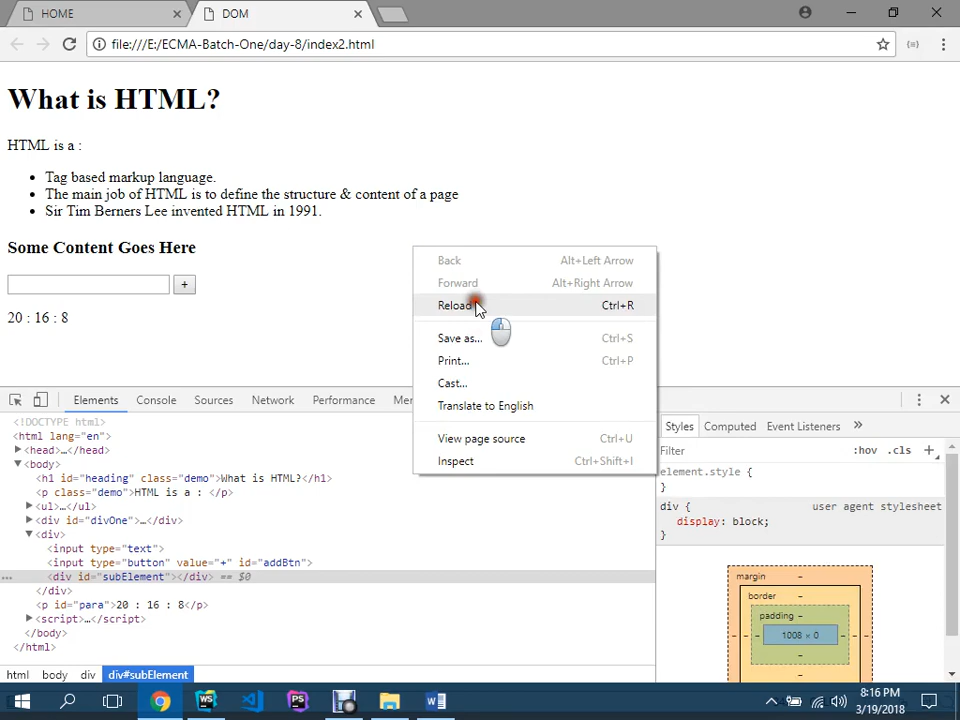 HOME
DOM
file:///E:/ECMA-Batch-One/day-8/index2.html
What is HTML?
HTML is a :
Tag based markup language.
The main job of HTML is to define the structure & content of a page
Sir Tim Berners Lee invented HTML in 1991.
Some Content Goes Here
+
20 : 16 : 8
Back Alt+Left Arrow
Forward Alt+Right Arrow
Reload Ctrl+R
Save as... Ctrl+S
Print... Ctrl+P
Cast...
Translate to English
View page source Ctrl+U
Inspect Ctrl+Shift+I
Elements Console Sources Network Performance Mem
<!DOCTYPE html>
<html lang="en">
<head>…</head>
<body>
<h1 id="heading" class="demo">What is HTML?</h1>
<p class="demo">HTML is a : </p>
<ul>…</ul>
<div id="divOne">…</div>
<div>
<input type="text">
<input type="button" value="+" id="addBtn">
<div id="subElement"></div> == $0
</div>
<p id="para">20 : 16 : 8</p>
<script>…</script>
</body>
</html>
html body div div#subElement
Styles Computed Event Listeners »
Filter :hov .cls +
element.style {
}
div { user agent stylesheet
display: block;
}
margin -
border -
padding -
- - - 1008 × 0 - - -
-
WS
PS
8:16 PM
3/19/2018